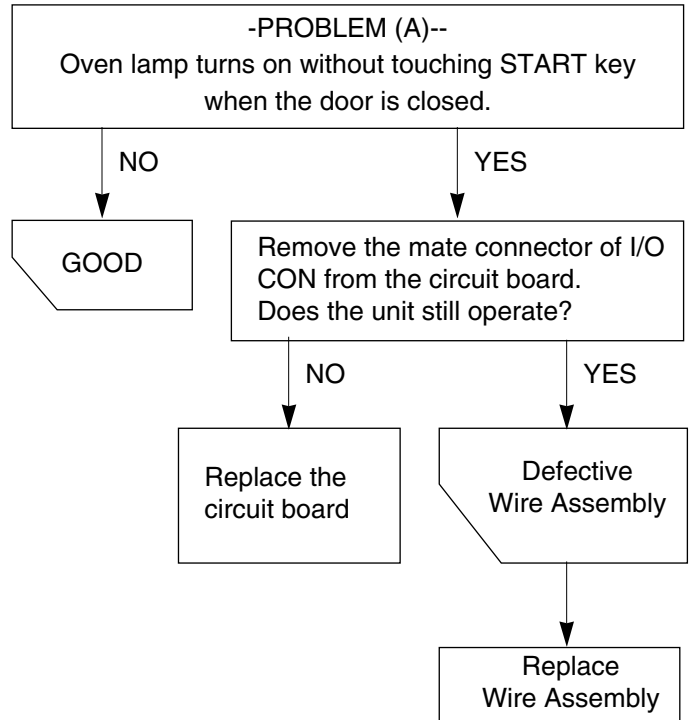 -PROBLEM (A)--
Oven lamp turns on without touching START key
when the door is closed.
NO
YES
GOOD
Remove the mate connector of I/O
CON from the circuit board.
Does the unit still operate?
NO
YES
Replace the
circuit board
Defective
Wire Assembly
Replace
Wire Assembly